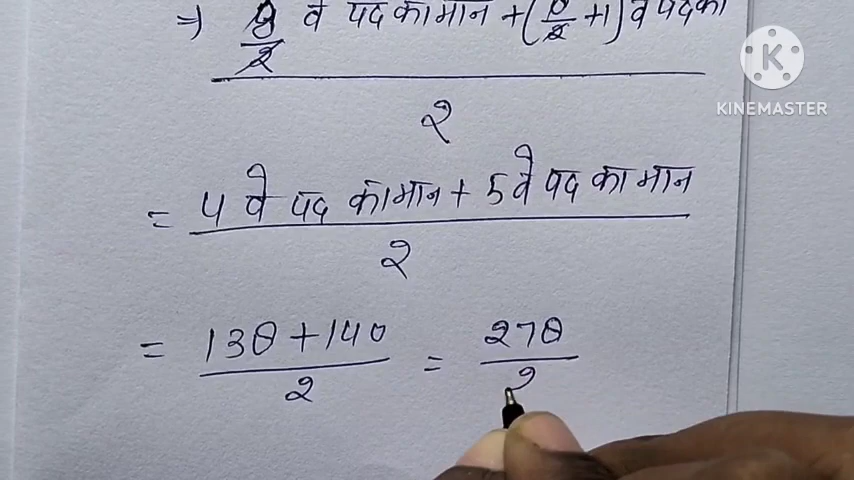 ⇒ 8/2 वे पद का मान + (8/2 +1) वे पद का
2
KINEMASTER
= 4 वे पद का मान + 5 वे पद का मान
2
= 130 + 140 / 2 = 270 / 2